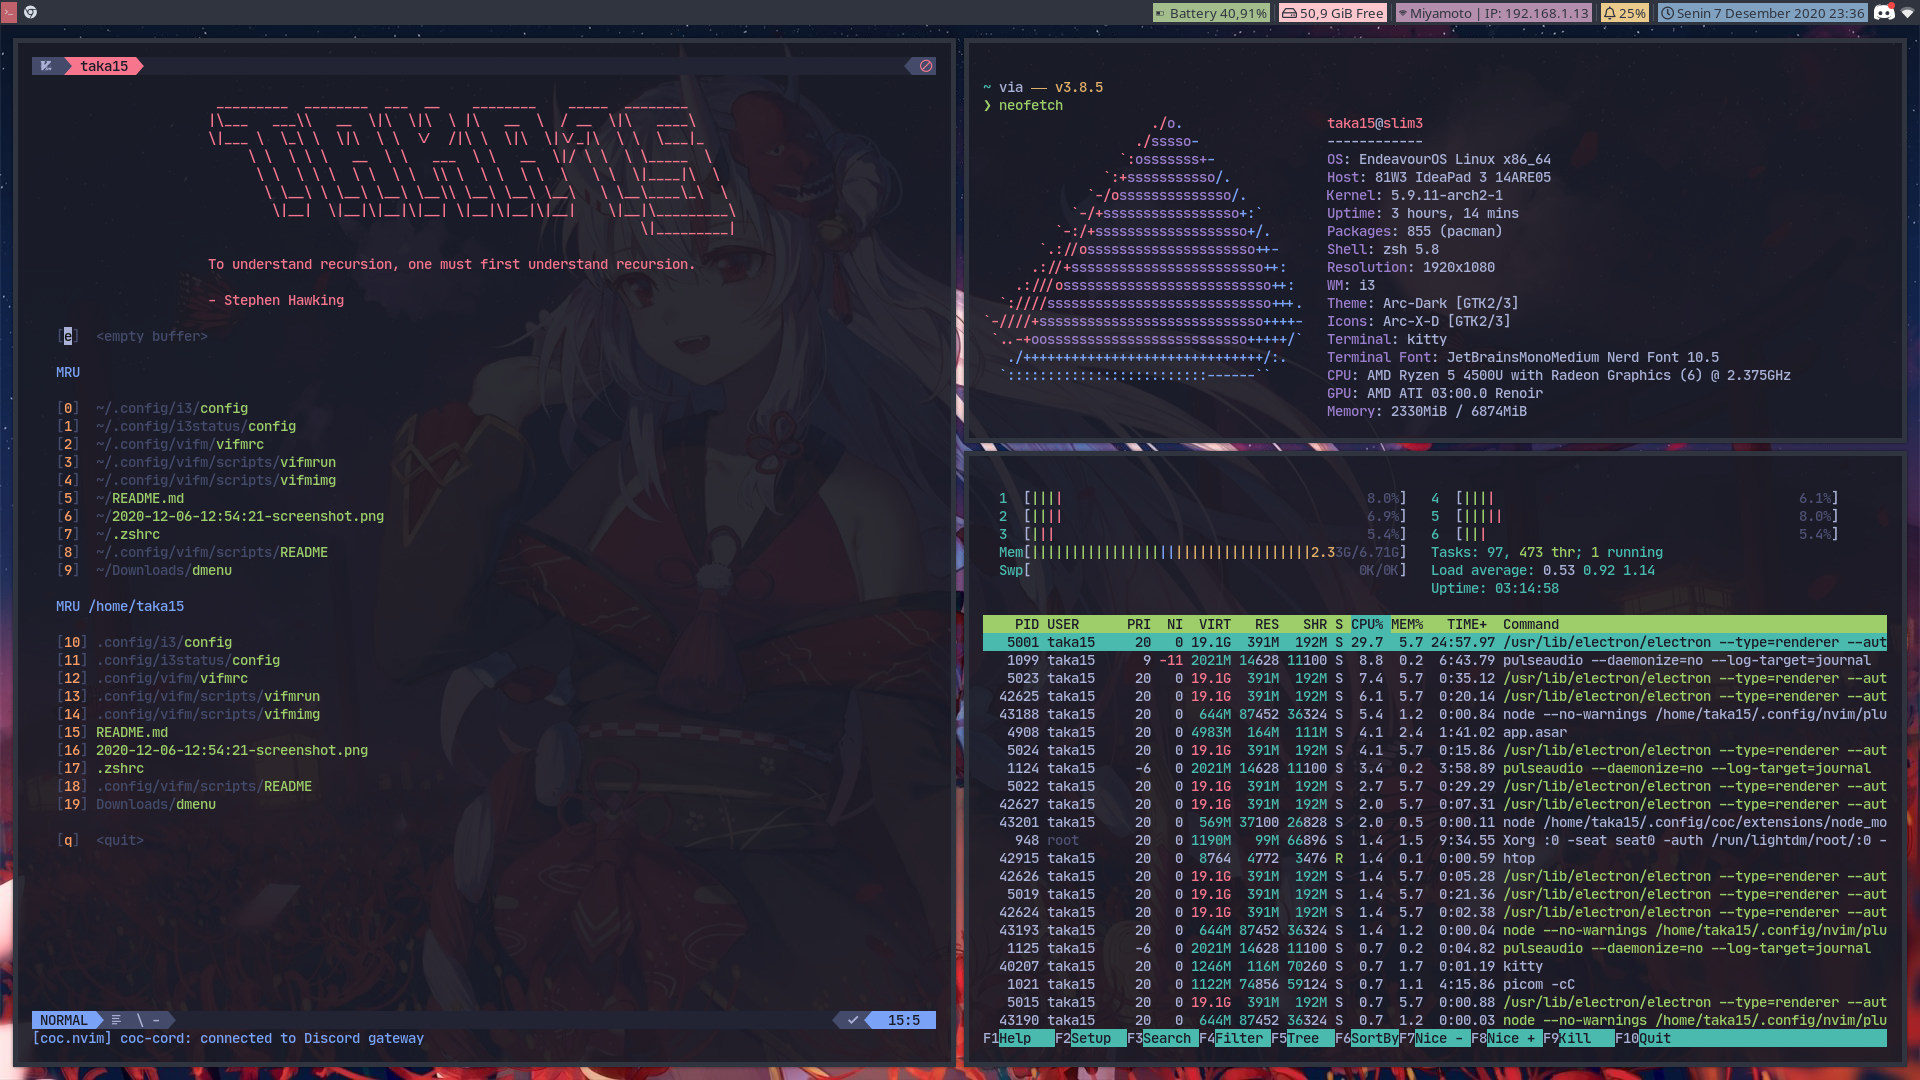 Battery 40,91% 50,9 GiB Free Miyamoto | IP: 192.168.1.13 25% Senin 7 Desember 2020 23:36
taka15
To understand recursion, one must first understand recursion.
- Stephen Hawking
[e] <empty buffer>
MRU
[0] ~/.config/i3/config
[1] ~/.config/i3status/config
[2] ~/.config/vifm/vifmrc
[3] ~/.config/vifm/scripts/vifmrun
[4] ~/.config/vifm/scripts/vifmimg
[5] ~/README.md
[6] ~/2020-12-06-12:54:21-screenshot.png
[7] ~/.zshrc
[8] ~/.config/vifm/scripts/README
[9] ~/Downloads/dmenu
MRU /home/taka15
[10] .config/i3/config
[11] .config/i3status/config
[12] .config/vifm/vifmrc
[13] .config/vifm/scripts/vifmrun
[14] .config/vifm/scripts/vifmimg
[15] README.md
[16] 2020-12-06-12:54:21-screenshot.png
[17] .zshrc
[18] .config/vifm/scripts/README
[19] Downloads/dmenu
[q] <quit>
NORMAL \ - 15:5
[coc.nvim] coc-cord: connected to Discord gateway
~ via —— v3.8.5
❯ neofetch
taka15@slim3
------------
OS: EndeavourOS Linux x86_64
Host: 81W3 IdeaPad 3 14ARE05
Kernel: 5.9.11-arch2-1
Uptime: 3 hours, 14 mins
Packages: 855 (pacman)
Shell: zsh 5.8
Resolution: 1920x1080
WM: i3
Theme: Arc-Dark [GTK2/3]
Icons: Arc-X-D [GTK2/3]
Terminal: kitty
Terminal Font: JetBrainsMonoMedium Nerd Font 10.5
CPU: AMD Ryzen 5 4500U with Radeon Graphics (6) @ 2.375GHz
GPU: AMD ATI 03:00.0 Renoir
Memory: 2330MiB / 6874MiB
1 [|||| 8.0%] 4 [|||| 6.1%]
2 [|||| 6.9%] 5 [||||| 8.0%]
3 [||| 5.4%] 6 [||| 5.4%]
Mem[|||||||||||||||||||||||||||||||||||2.33G/6.71G] Tasks: 97, 473 thr; 1 running
Swp[ 0K/0K] Load average: 0.53 0.92 1.14
Uptime: 03:14:58
PID USER PRI NI VIRT RES SHR S CPU% MEM% TIME+ Command
5001 taka15 20 0 19.1G 391M 192M S 29.7 5.7 24:57.97 /usr/lib/electron/electron --type=renderer --aut
1099 taka15 9 -11 2021M 14628 11100 S 8.8 0.2 6:43.79 pulseaudio --daemonize=no --log-target=journal
5023 taka15 20 0 19.1G 391M 192M S 7.4 5.7 0:35.12 /usr/lib/electron/electron --type=renderer --aut
42625 taka15 20 0 19.1G 391M 192M S 6.1 5.7 0:20.14 /usr/lib/electron/electron --type=renderer --aut
43188 taka15 20 0 644M 87452 36324 S 5.4 1.2 0:00.84 node --no-warnings /home/taka15/.config/nvim/plu
4908 taka15 20 0 4983M 164M 111M S 4.1 2.4 1:41.02 app.asar
5024 taka15 20 0 19.1G 391M 192M S 4.1 5.7 0:15.86 /usr/lib/electron/electron --type=renderer --aut
1124 taka15 -6 0 2021M 14628 11100 S 3.4 0.2 3:58.89 pulseaudio --daemonize=no --log-target=journal
5022 taka15 20 0 19.1G 391M 192M S 2.7 5.7 0:29.29 /usr/lib/electron/electron --type=renderer --aut
42627 taka15 20 0 19.1G 391M 192M S 2.0 5.7 0:07.31 /usr/lib/electron/electron --type=renderer --aut
43201 taka15 20 0 569M 37100 26828 S 2.0 0.5 0:00.11 node /home/taka15/.config/coc/extensions/node_mo
948 root 20 0 1190M 99M 66896 S 1.4 1.5 9:34.55 Xorg :0 -seat seat0 -auth /run/lightdm/root/:0 -
42915 taka15 20 0 8764 4772 3476 R 1.4 0.1 0:00.59 htop
42626 taka15 20 0 19.1G 391M 192M S 1.4 5.7 0:05.28 /usr/lib/electron/electron --type=renderer --aut
5019 taka15 20 0 19.1G 391M 192M S 1.4 5.7 0:21.36 /usr/lib/electron/electron --type=renderer --aut
42624 taka15 20 0 19.1G 391M 192M S 1.4 5.7 0:02.38 /usr/lib/electron/electron --type=renderer --aut
43193 taka15 20 0 644M 87452 36324 S 1.4 1.2 0:00.04 node --no-warnings /home/taka15/.config/nvim/plu
1125 taka15 -6 0 2021M 14628 11100 S 0.7 0.2 0:04.82 pulseaudio --daemonize=no --log-target=journal
40207 taka15 20 0 1246M 116M 70260 S 0.7 1.7 0:01.19 kitty
1021 taka15 20 0 1122M 74856 59124 S 0.7 1.1 4:15.86 picom -cC
5015 taka15 20 0 19.1G 391M 192M S 0.7 5.7 0:00.88 /usr/lib/electron/electron --type=renderer --aut
43190 taka15 20 0 644M 87452 36324 S 0.7 1.2 0:00.03 node --no-warnings /home/taka15/.config/nvim/plu
F1Help F2Setup F3Search F4Filter F5Tree F6SortByF7Nice -F8Nice +F9Kill F10Quit